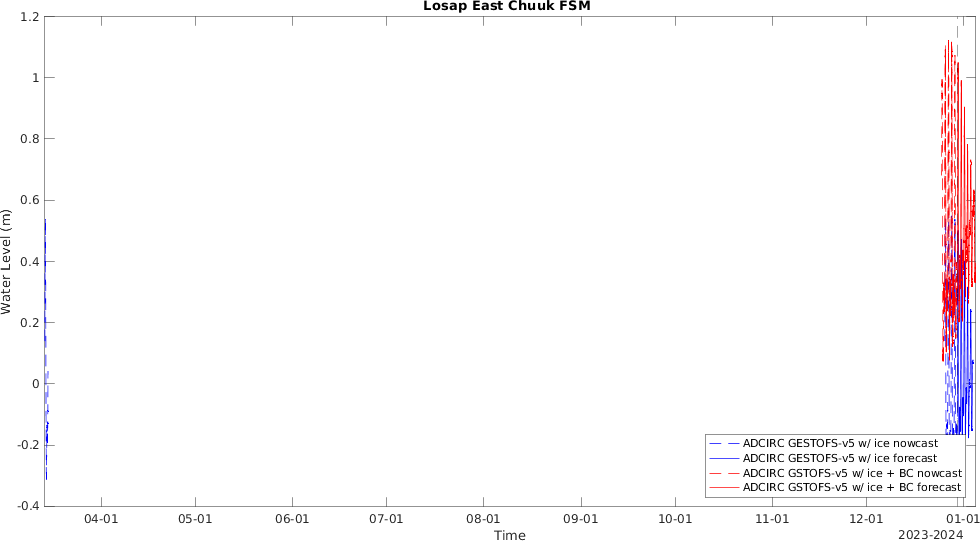 Losap East Chuuk FSM
1.2
1
0.8
0.6
0.4
0.2
0
-0.2
-0.4
Water Level (m)
04-01 05-01 06-01 07-01 08-01 09-01 10-01 11-01 12-01 01-01
Time
2023-2024
ADCIRC GESTOFS-v5 w/ ice nowcast
ADCIRC GESTOFS-v5 w/ ice forecast
ADCIRC GSTOFS-v5 w/ ice + BC nowcast
ADCIRC GSTOFS-v5 w/ ice + BC forecast